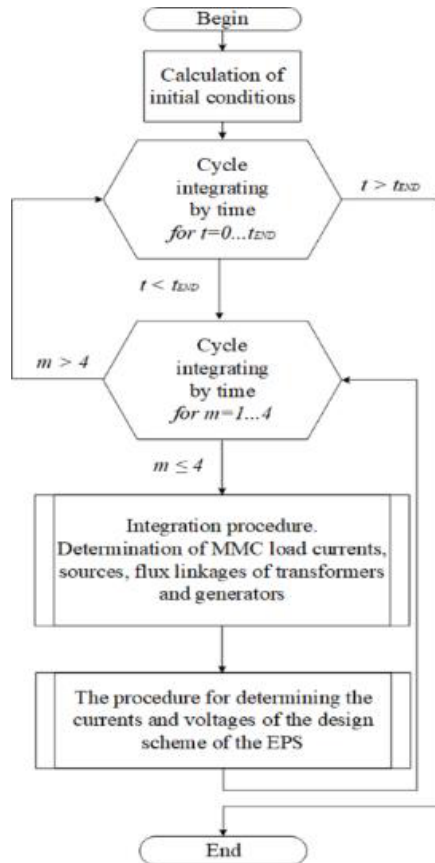 Begin
Calculation of
initial conditions
Cycle
integrating
by time
for t=0...tEND
t > tEND
t < tEND
Cycle
integrating
by time
for m=1...4
m > 4
m ≤ 4
Integration procedure.
Determination of MMC load currents,
sources, flux linkages of transformers
and generators
The procedure for determining the
currents and voltages of the design
scheme of the EPS
End